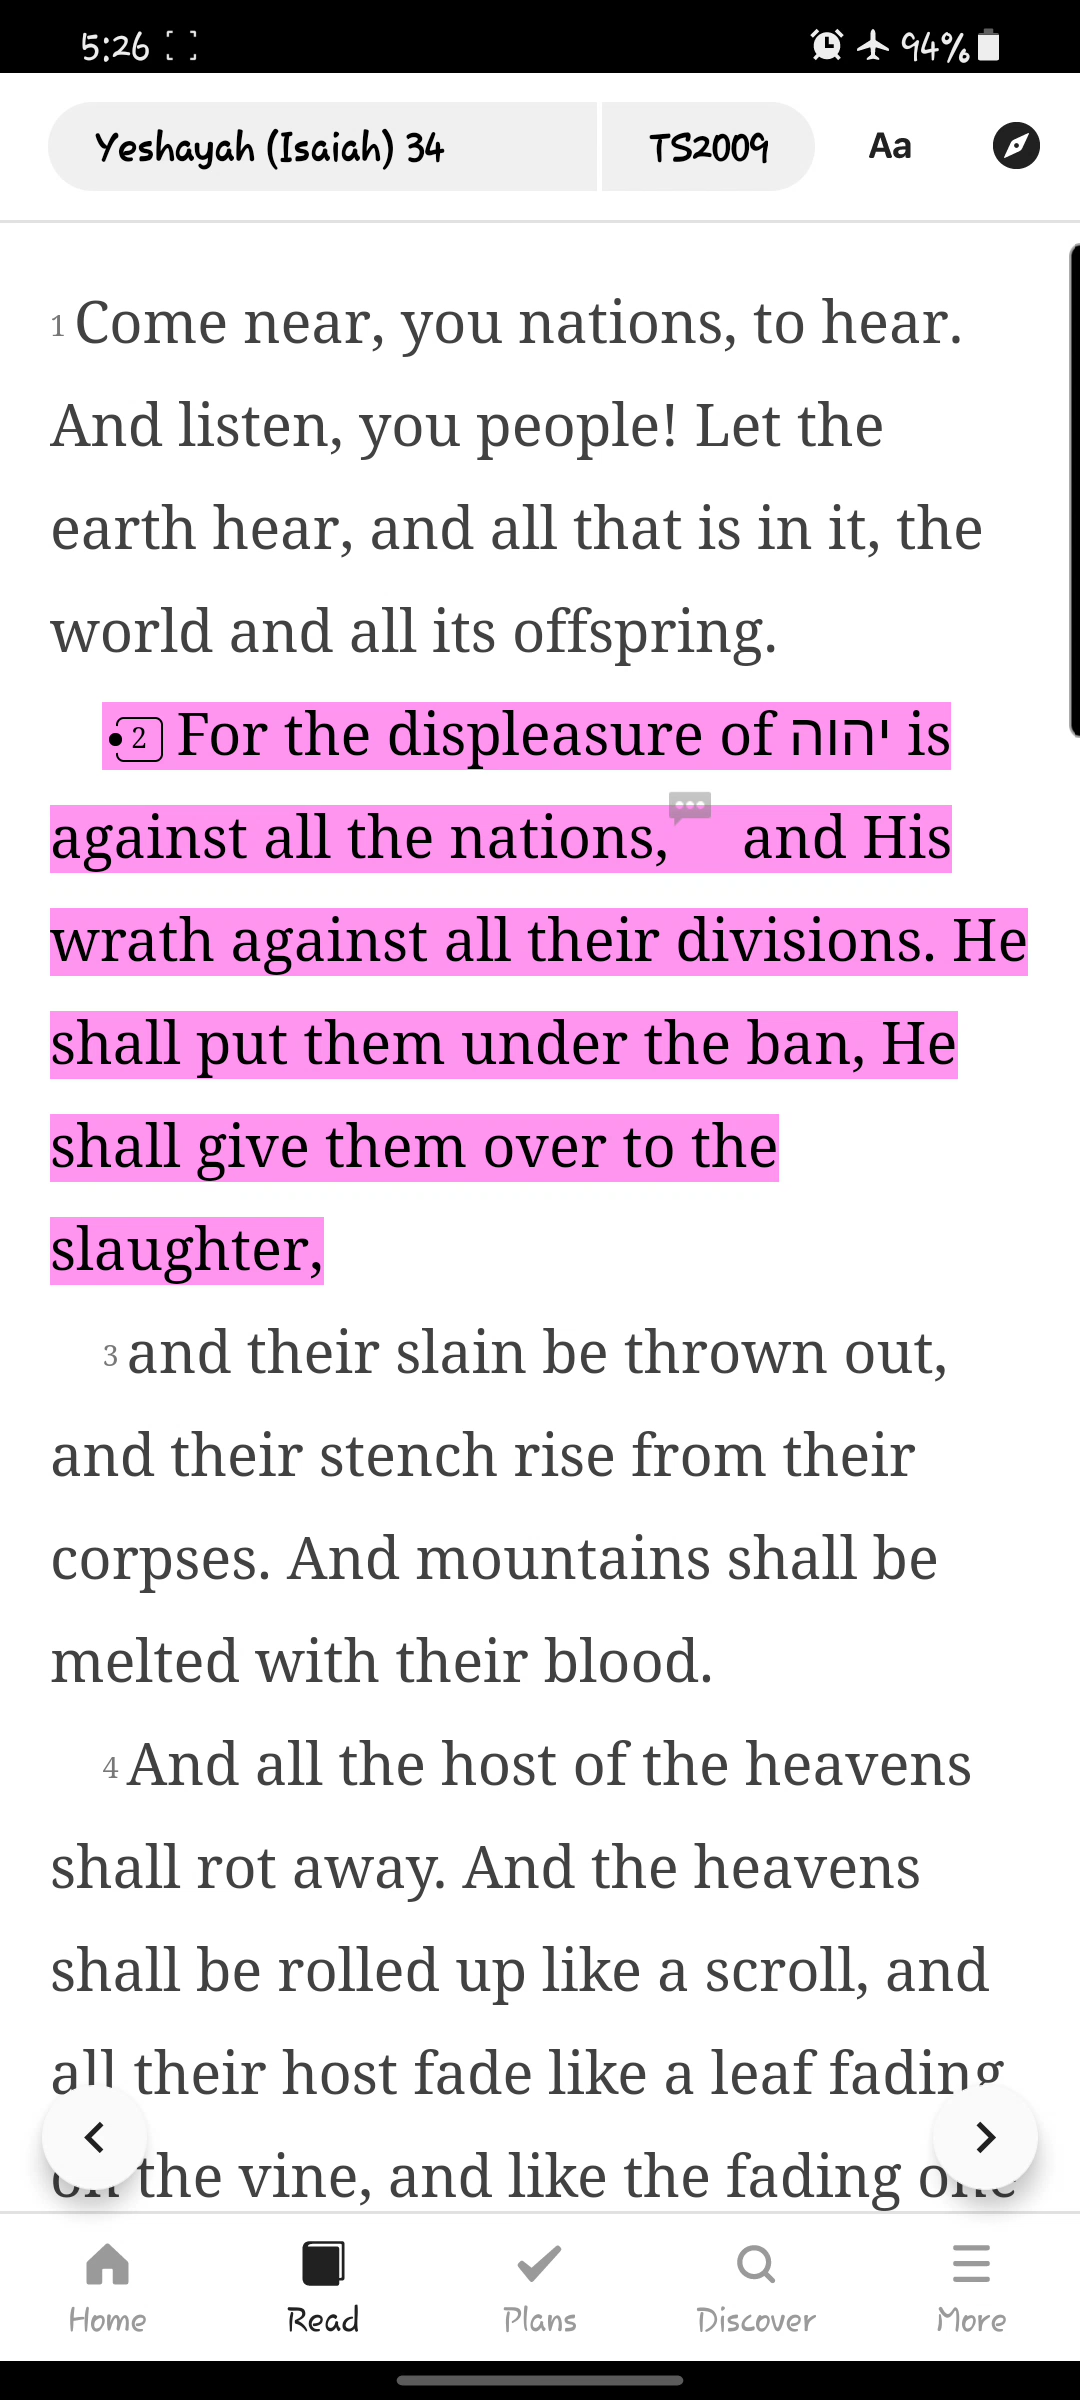 5:26 94%
Yeshayah (Isaiah) 34 TS2009 Aa
1 Come near, you nations, to hear.
And listen, you people! Let the
earth hear, and all that is in it, the
world and all its offspring.
2 For the displeasure of יהוה is
against all the nations, and His
wrath against all their divisions. He
shall put them under the ban, He
shall give them over to the
slaughter,
3 and their slain be thrown out,
and their stench rise from their
corpses. And mountains shall be
melted with their blood.
4 And all the host of the heavens
shall rot away. And the heavens
shall be rolled up like a scroll, and
all their host fade like a leaf fading
on the vine, and like the fading one
Home Read Plans Discover More